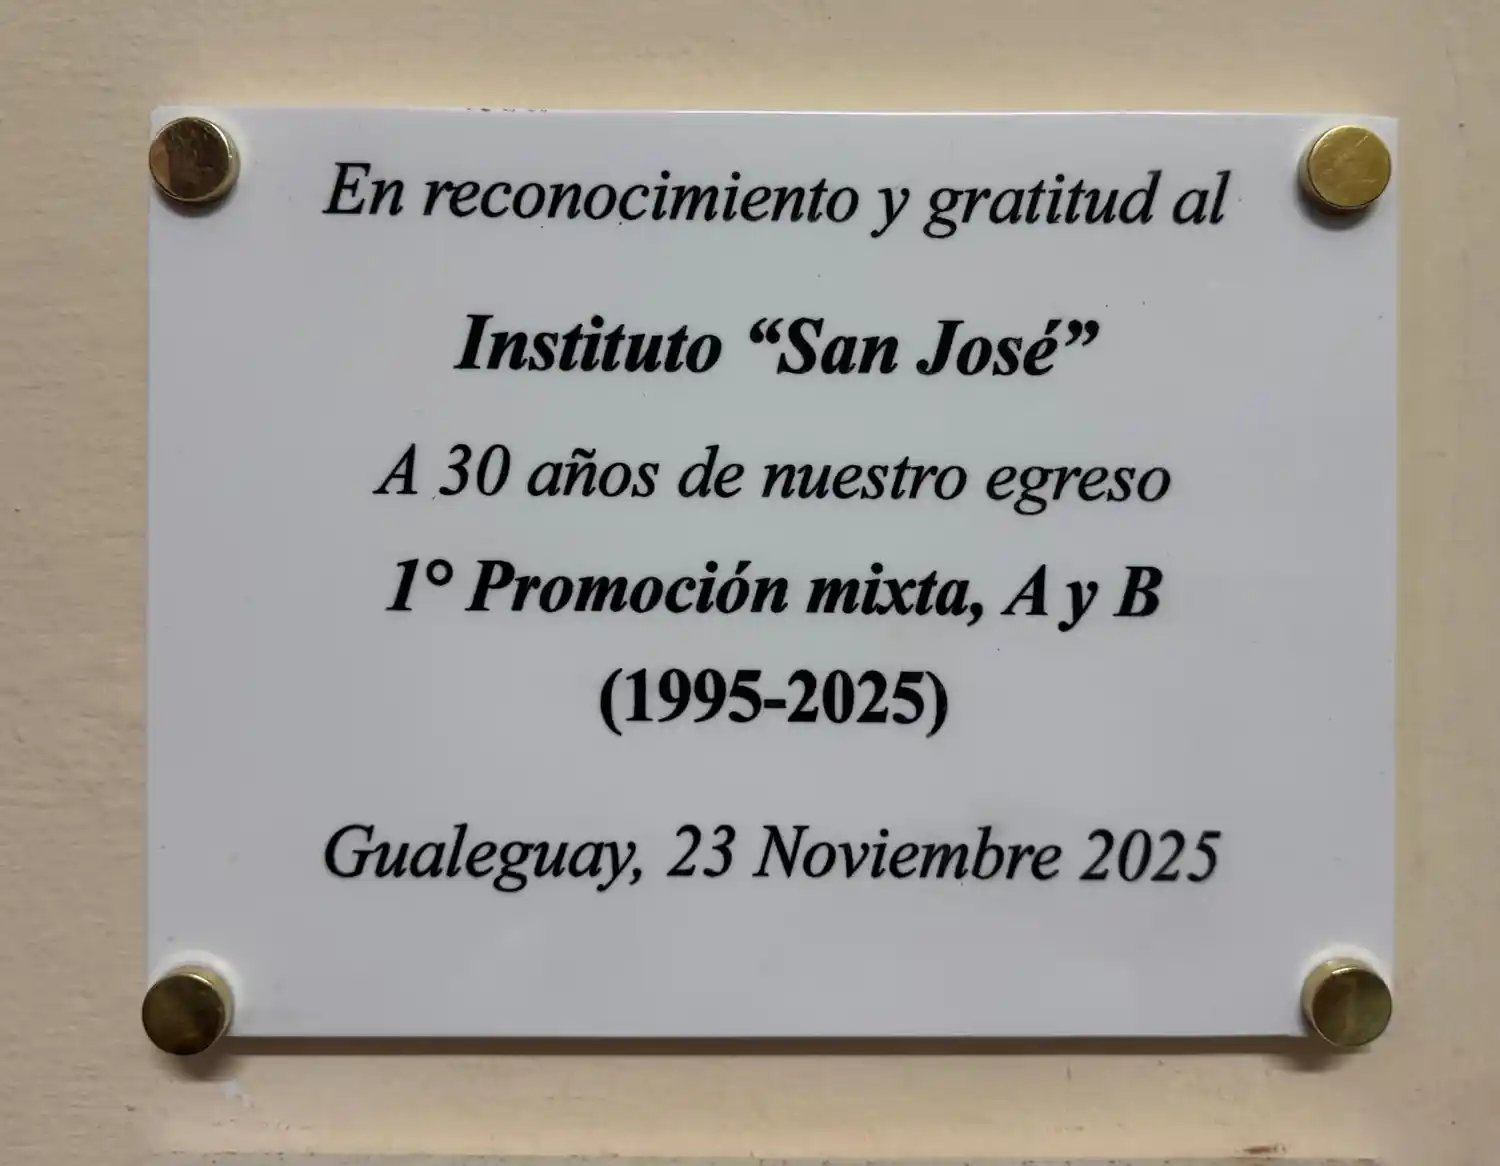 En reconocimiento y gratitud al
Instituto “San José”
A 30 años de nuestro egreso
1° Promoción mixta, A y B
(1995-2025)
Gualeguay, 23 Noviembre 2025